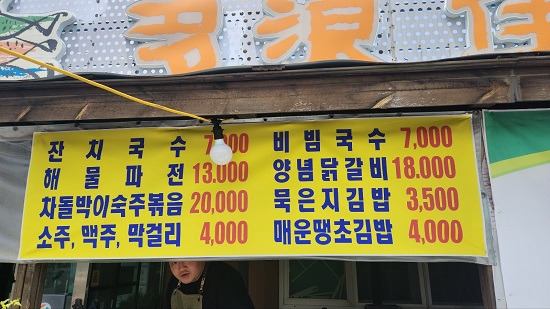 잔치국수 비빔국수 7,000
해물파전 13.000 양념닭갈비 18.000
차돌박이숙주볶음 20,000 묵은지김밥 3,500
소주, 맥주, 막걸리 4,000 매운땡초김밥 4,000